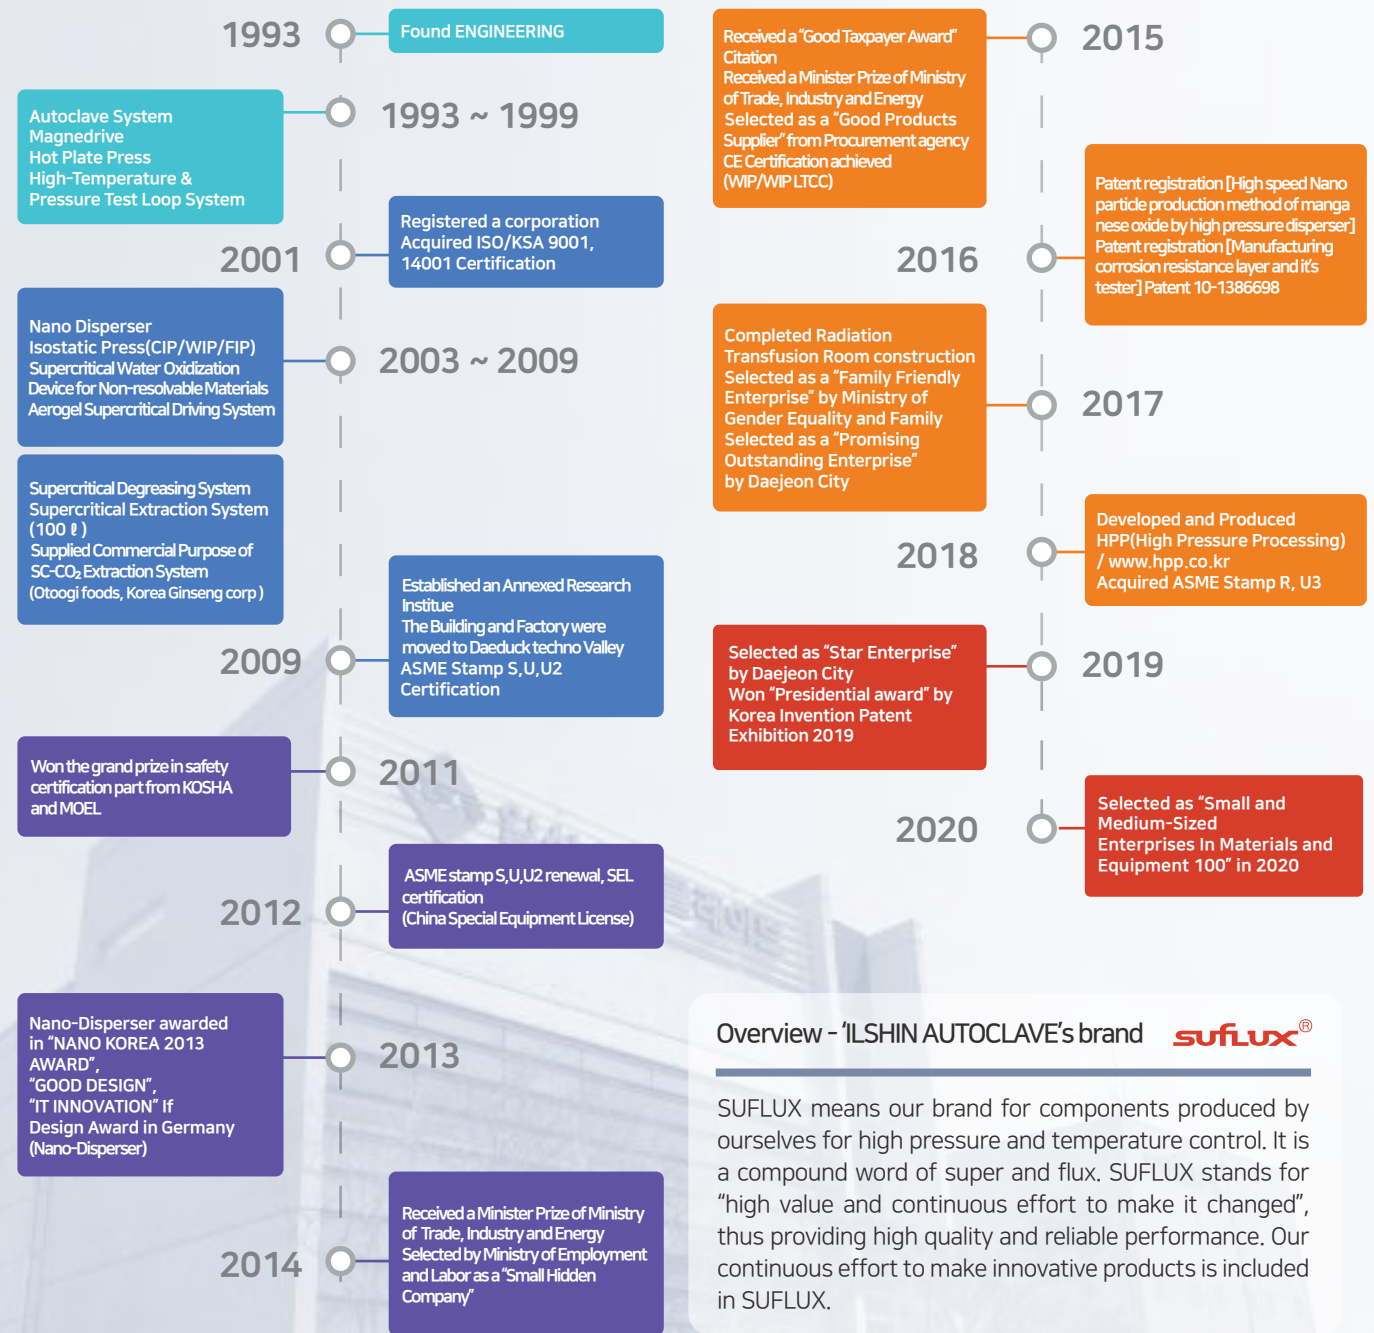 1993
Found ENGINEERING
1993 ~ 1999
Autoclave System
Magnedrive
Hot Plate Press
High-Temperature &
Pressure Test Loop System
2001
Registered a corporation
Acquired ISO/KSA 9001,
14001 Certification
2003 ~ 2009
Nano Disperser
Isostatic Press(CIP/WIP/FIP)
Supercritical Water Oxidization
Device for Non-resolvable Materials
Aerogel Supercritical Driving System
Supercritical Degreasing System
Supercritical Extraction System
(100 ℓ )
Supplied Commercial Purpose of
SC-CO₂ Extraction System
(Otoogi foods, Korea Ginseng corp )
2009
Established an Annexed Research
Institue
The Building and Factory were
moved to Daeduck techno Valley
ASME Stamp S,U,U2
Certification
2011
Won the grand prize in safety
certification part from KOSHA
and MOEL
2012
ASME stamp S,U,U2 renewal, SEL
certification
(China Special Equipment License)
2013
Nano-Disperser awarded
in “NANO KOREA 2013
AWARD”,
“GOOD DESIGN”,
“IT INNOVATION” If
Design Award in Germany
(Nano-Disperser)
2014
Received a Minister Prize of Ministry
of Trade, Industry and Energy
Selected by Ministry of Employment
and Labor as a “Small Hidden
Company”
2015
Received a “Good Taxpayer Award”
Citation
Received a Minister Prize of Ministry
of Trade, Industry and Energy
Selected as a “Good Products
Supplier” from Procurement agency
CE Certification achieved
(WIP/WIP LTCC)
2016
Patent registration [High speed Nano
particle production method of manga
nese oxide by high pressure disperser]
Patent registration [Manufacturing
corrosion resistance layer and it’s
tester] Patent 10-1386698
2017
Completed Radiation
Transfusion Room construction
Selected as a “Family Friendly
Enterprise” by Ministry of
Gender Equality and Family
Selected as a “Promising
Outstanding Enterprise”
by Daejeon City
2018
Developed and Produced
HPP(High Pressure Processing)
/ www.hpp.co.kr
Acquired ASME Stamp R, U3
2019
Selected as “Star Enterprise”
by Daejeon City
Won “Presidential award” by
Korea Invention Patent
Exhibition 2019
2020
Selected as “Small and
Medium-Sized
Enterprises In Materials and
Equipment 100” in 2020
Overview - ‘ILSHIN AUTOCLAVE’s brand suflux®
SUFLUX means our brand for components produced by
ourselves for high pressure and temperature control. It is
a compound word of super and flux. SUFLUX stands for
“high value and continuous effort to make it changed”,
thus providing high quality and reliable performance. Our
continuous effort to make innovative products is included
in SUFLUX.